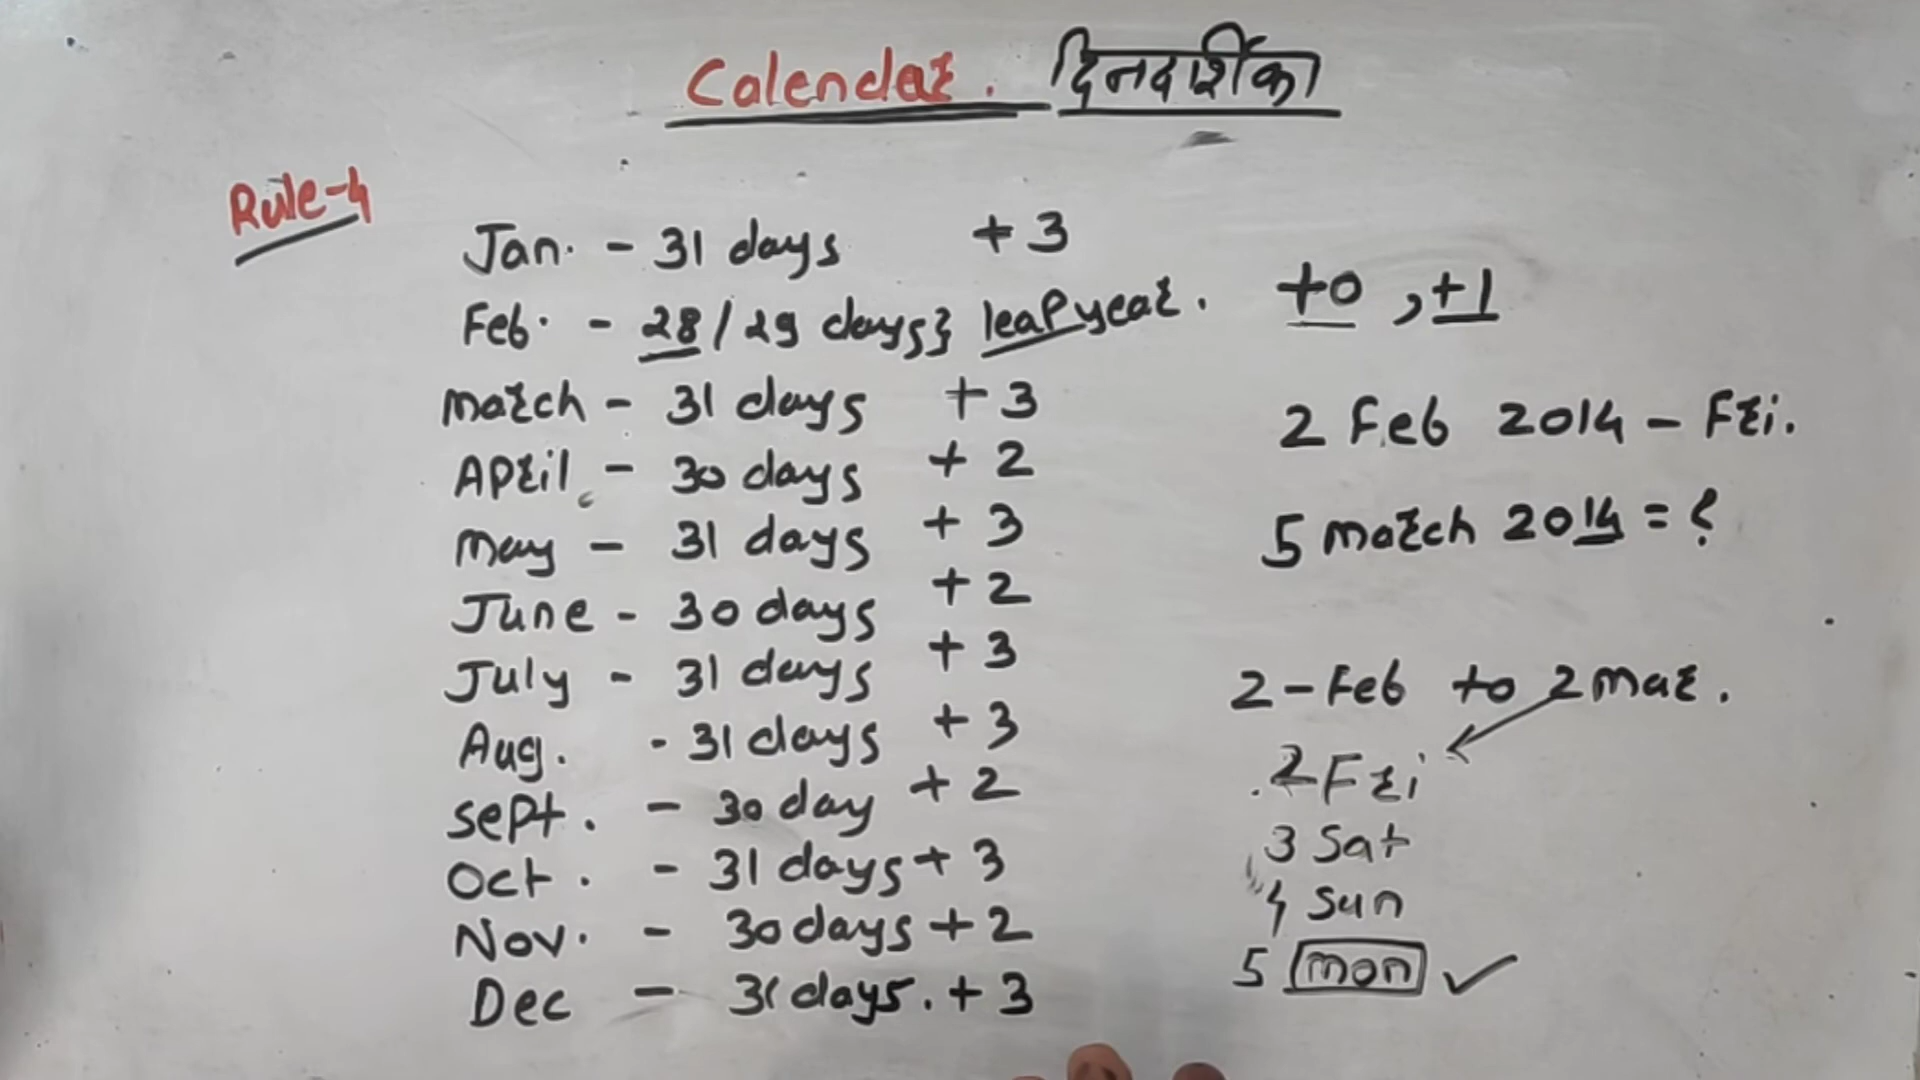 Calendar. दिनदर्शिका
Rule-4
Jan. - 31 days +3
Feb. - 28/29 days} leap year. +0, +1
March - 31 days +3
April - 30 days +2
May - 31 days +3
June - 30 days +2
July - 31 days +3
Aug. - 31 days +3
Sept. - 30 day +2
Oct. - 31 days +3
Nov. - 30 days +2
Dec - 31 days. +3
2 Feb 2014 - Fri.
5 March 2014 = ?
2-Feb to 2 Mar.
2 Fri
3 Sat
4 Sun
5 Mon ✓